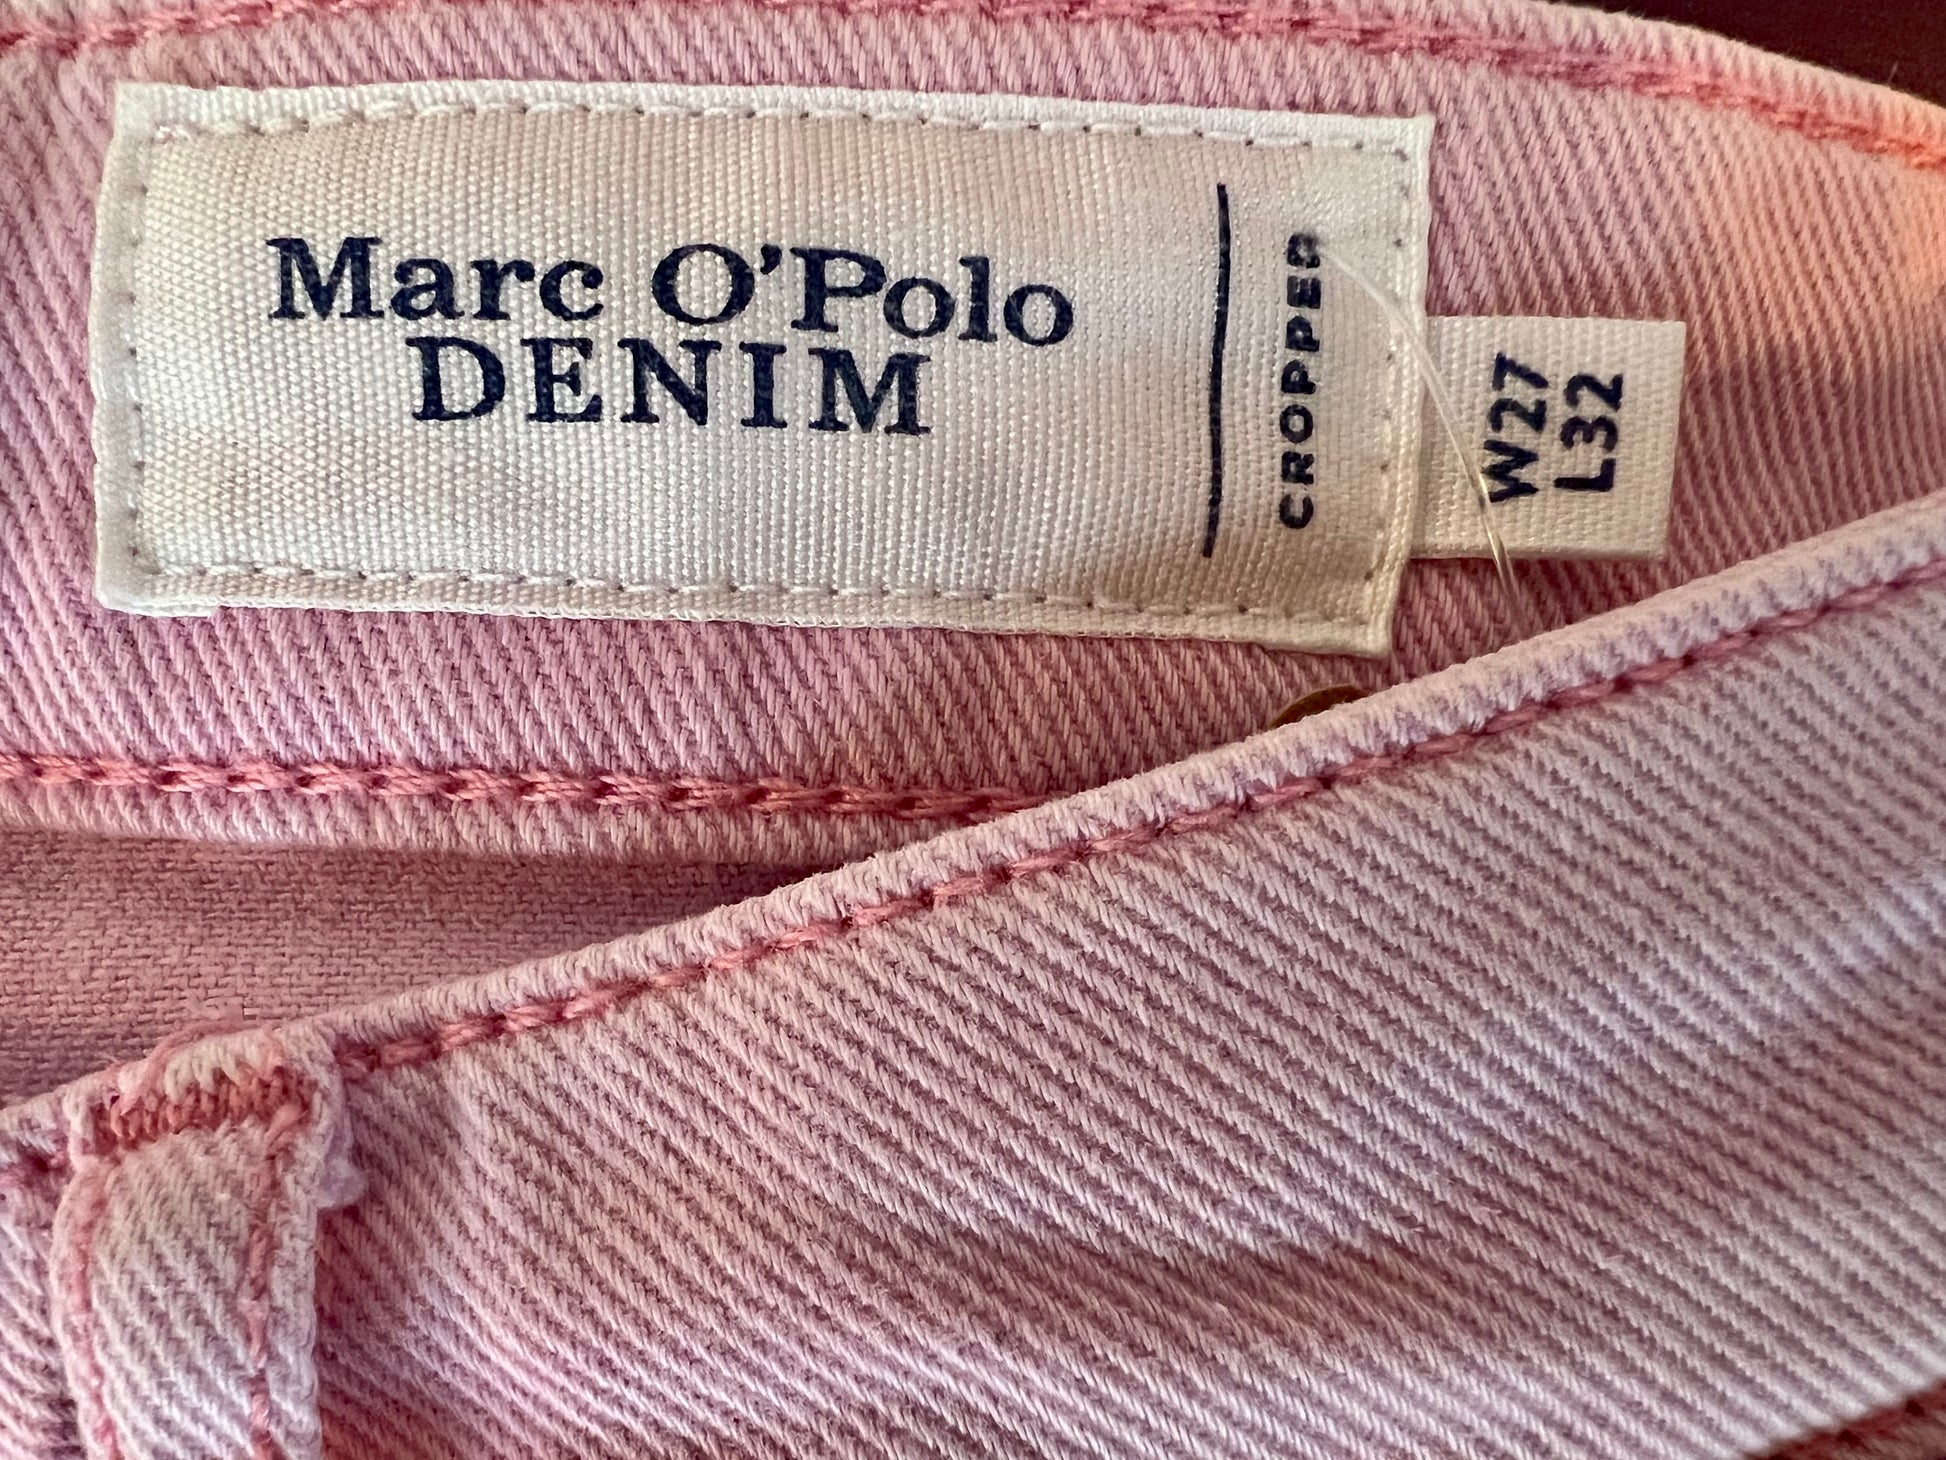 Marc O'Polo
DENIM
CROPPED
W27
L32